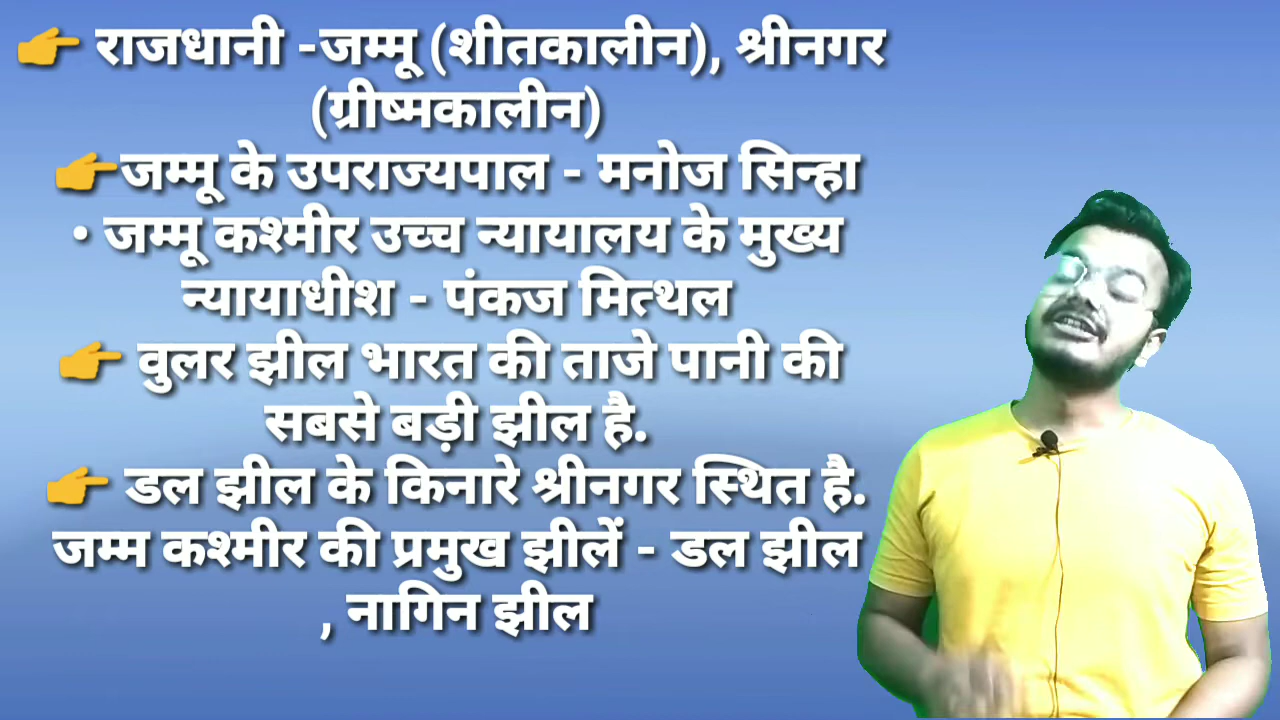 👉 राजधानी -जम्मू (शीतकालीन), श्रीनगर
(ग्रीष्मकालीन)
👉जम्मू के उपराज्यपाल - मनोज सिन्हा
• जम्मू कश्मीर उच्च न्यायालय के मुख्य
न्यायाधीश - पंकज मित्थल
👉 वुलर झील भारत की ताजे पानी की
सबसे बड़ी झील है.
👉 डल झील के किनारे श्रीनगर स्थित है.
जम्म कश्मीर की प्रमुख झीलें - डल झील
, नागिन झील